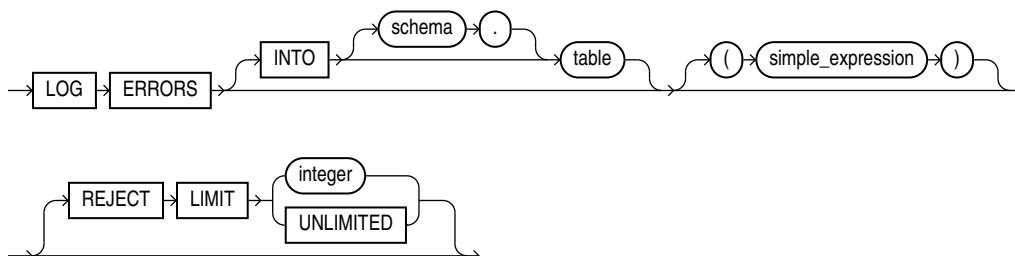 schema .
INTO table ( simple_expression )
LOG ERRORS
integer
REJECT LIMIT
UNLIMITED